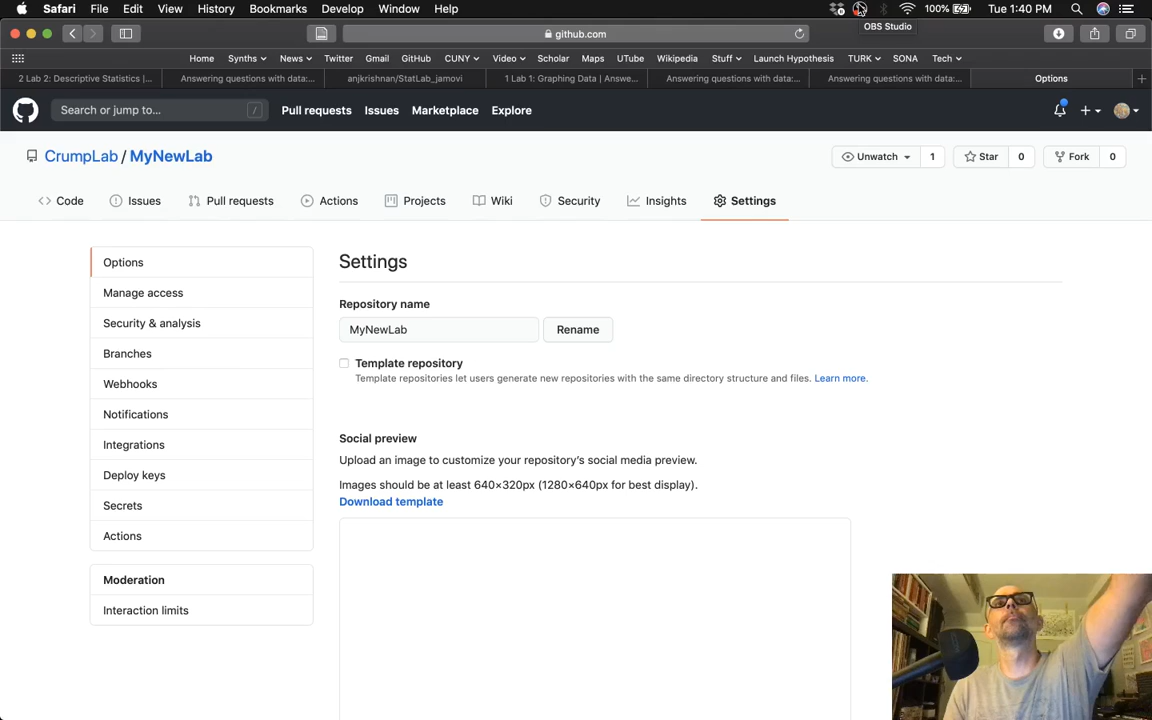 Safari File Edit View History Bookmarks Develop Window Help 100% Tue 1:40 PM
OBS Studio
github.com
Home Synths News Twitter Gmail GitHub CUNY Video Scholar Maps UTube Wikipedia Stuff Launch Hypothesis TURK SONA Tech
2 Lab 2: Descriptive Statistics |... Answering questions with data:... anjkrishnan/StatLab_jamovi 1 Lab 1: Graphing Data | Answe... Answering questions with data:... Answering questions with data:... Options
Search or jump to... / Pull requests Issues Marketplace Explore
CrumpLab / MyNewLab Unwatch 1 Star 0 Fork 0
Code Issues Pull requests Actions Projects Wiki Security Insights Settings
Options
Manage access
Security & analysis
Branches
Webhooks
Notifications
Integrations
Deploy keys
Secrets
Actions
Moderation
Interaction limits
Settings
Repository name
MyNewLab Rename
Template repository
Template repositories let users generate new repositories with the same directory structure and files. Learn more.
Social preview
Upload an image to customize your repository's social media preview.
Images should be at least 640×320px (1280×640px for best display).
Download template